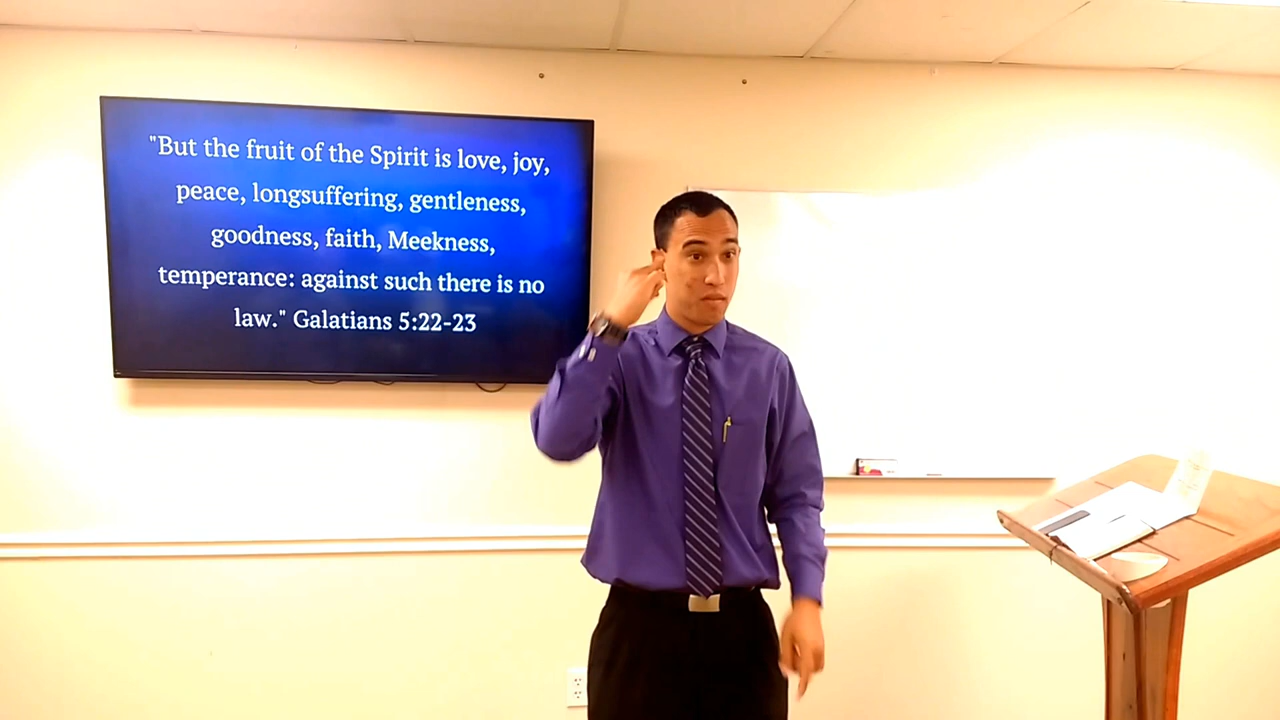 "But the fruit of the Spirit is love, joy,
peace, longsuffering, gentleness,
goodness, faith, Meekness,
temperance: against such there is no
law." Galatians 5:22-23